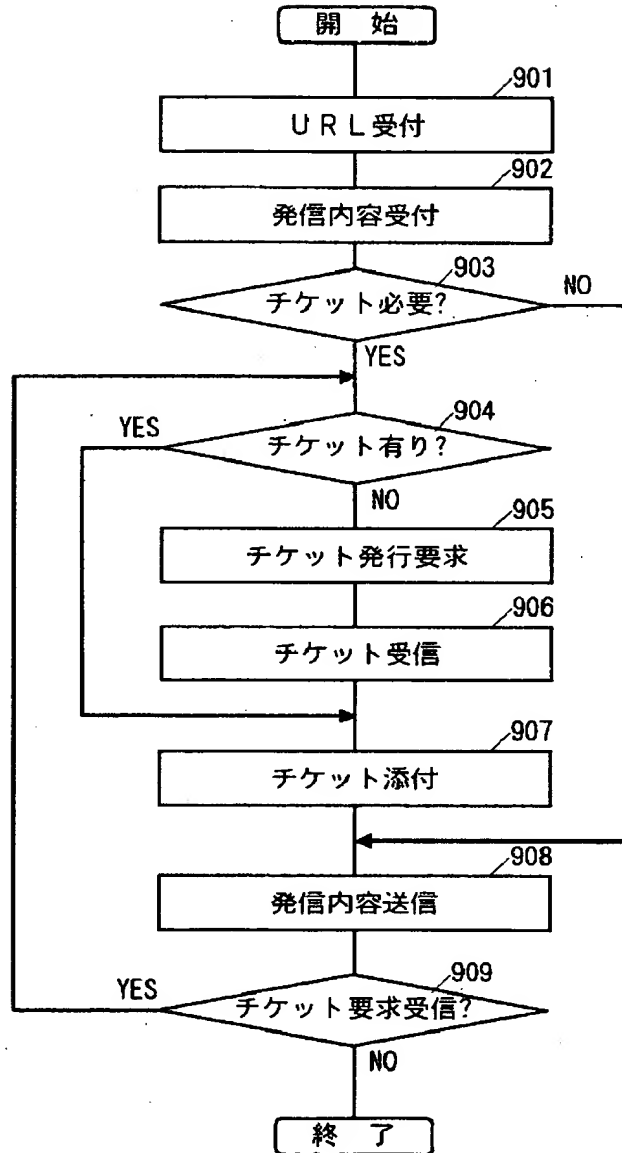 開 始
901
URL受付
902
発信内容受付
903
チケット必要?
NO
YES
904
YES
チケット有り?
NO
905
チケット発行要求
906
チケット受信
907
チケット添付
908
発信内容送信
909
YES
チケット要求受信?
NO
終 了